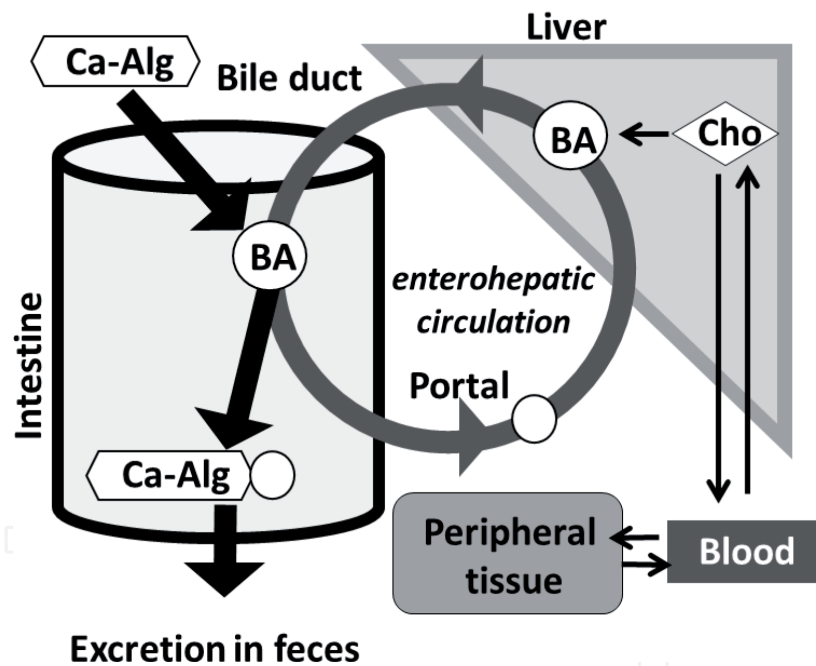 Liver
Ca-Alg
Bile duct
BA
Cho
BA
enterohepatic
circulation
Intestine
Portal
Ca-Alg
Peripheral
tissue
Blood
Excretion in feces